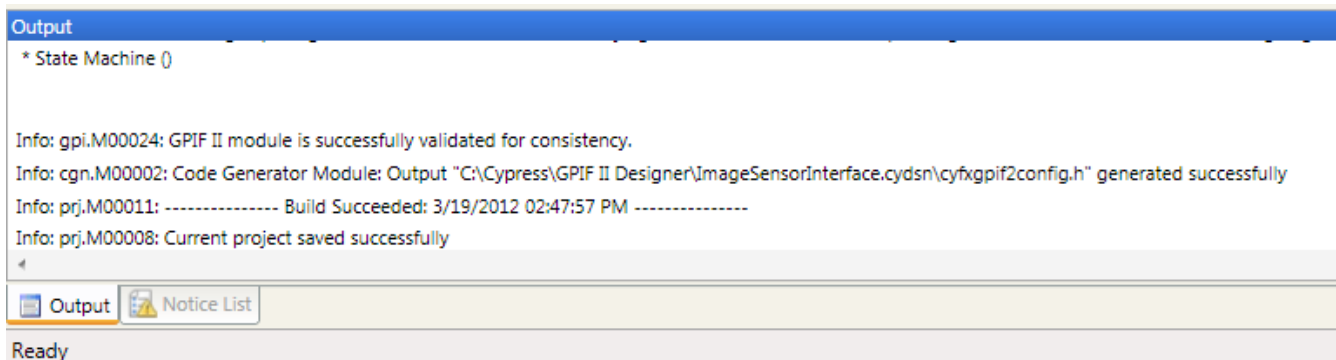 Output
* State Machine ()
Info: gpi.M00024: GPIF II module is successfully validated for consistency.
Info: cgn.M00002: Code Generator Module: Output "C:\Cypress\GPIF II Designer\ImageSensorInterface.cydsn\cyfxgpif2config.h" generated successfully
Info: prj.M00011: --------------- Build Succeeded: 3/19/2012 02:47:57 PM ---------------
Info: prj.M00008: Current project saved successfully
Output Notice List
Ready